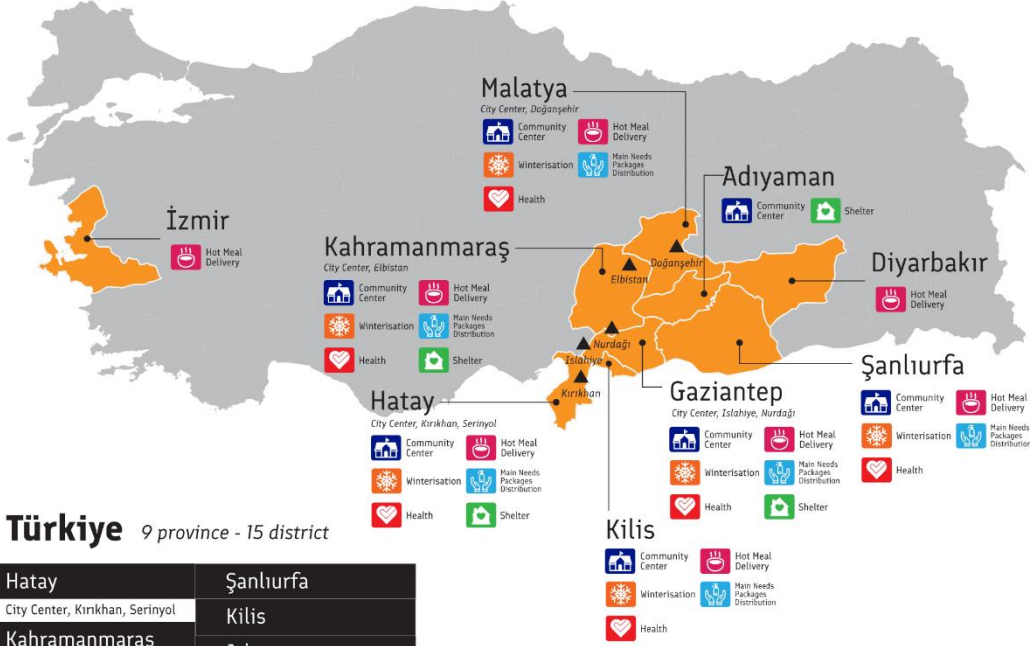 Malatya
City Center, Doğanşehir
Community Center
Hot Meal Delivery
Winterisation
Main Needs Packages Distribution
Health
Adıyaman
Community Center
Shelter
İzmir
Hot Meal Delivery
Kahramanmaraş
City Center, Elbistan
Community Center
Hot Meal Delivery
Winterisation
Main Needs Packages Distribution
Health
Shelter
Doğanşehir
Elbistan
Nurdağı
Islahiye
Kırıkhan
Diyarbakır
Hot Meal Delivery
Şanlıurfa
Community Center
Hot Meal Delivery
Winterisation
Main Needs Packages Distribution
Health
Hatay
City Center, Kırıkhan, Serinyol
Community Center
Hot Meal Delivery
Winterisation
Main Needs Packages Distribution
Health
Shelter
Gaziantep
City Center, Islahiye, Nurdağı
Community Center
Hot Meal Delivery
Winterisation
Main Needs Packages Distribution
Health
Shelter
Kilis
Community Center
Hot Meal Delivery
Winterisation
Main Needs Packages Distribution
Health
Türkiye 9 province - 15 district
Hatay
Şanlıurfa
City Center, Kırıkhan, Serinyol
Kilis
Kahramanmaraş